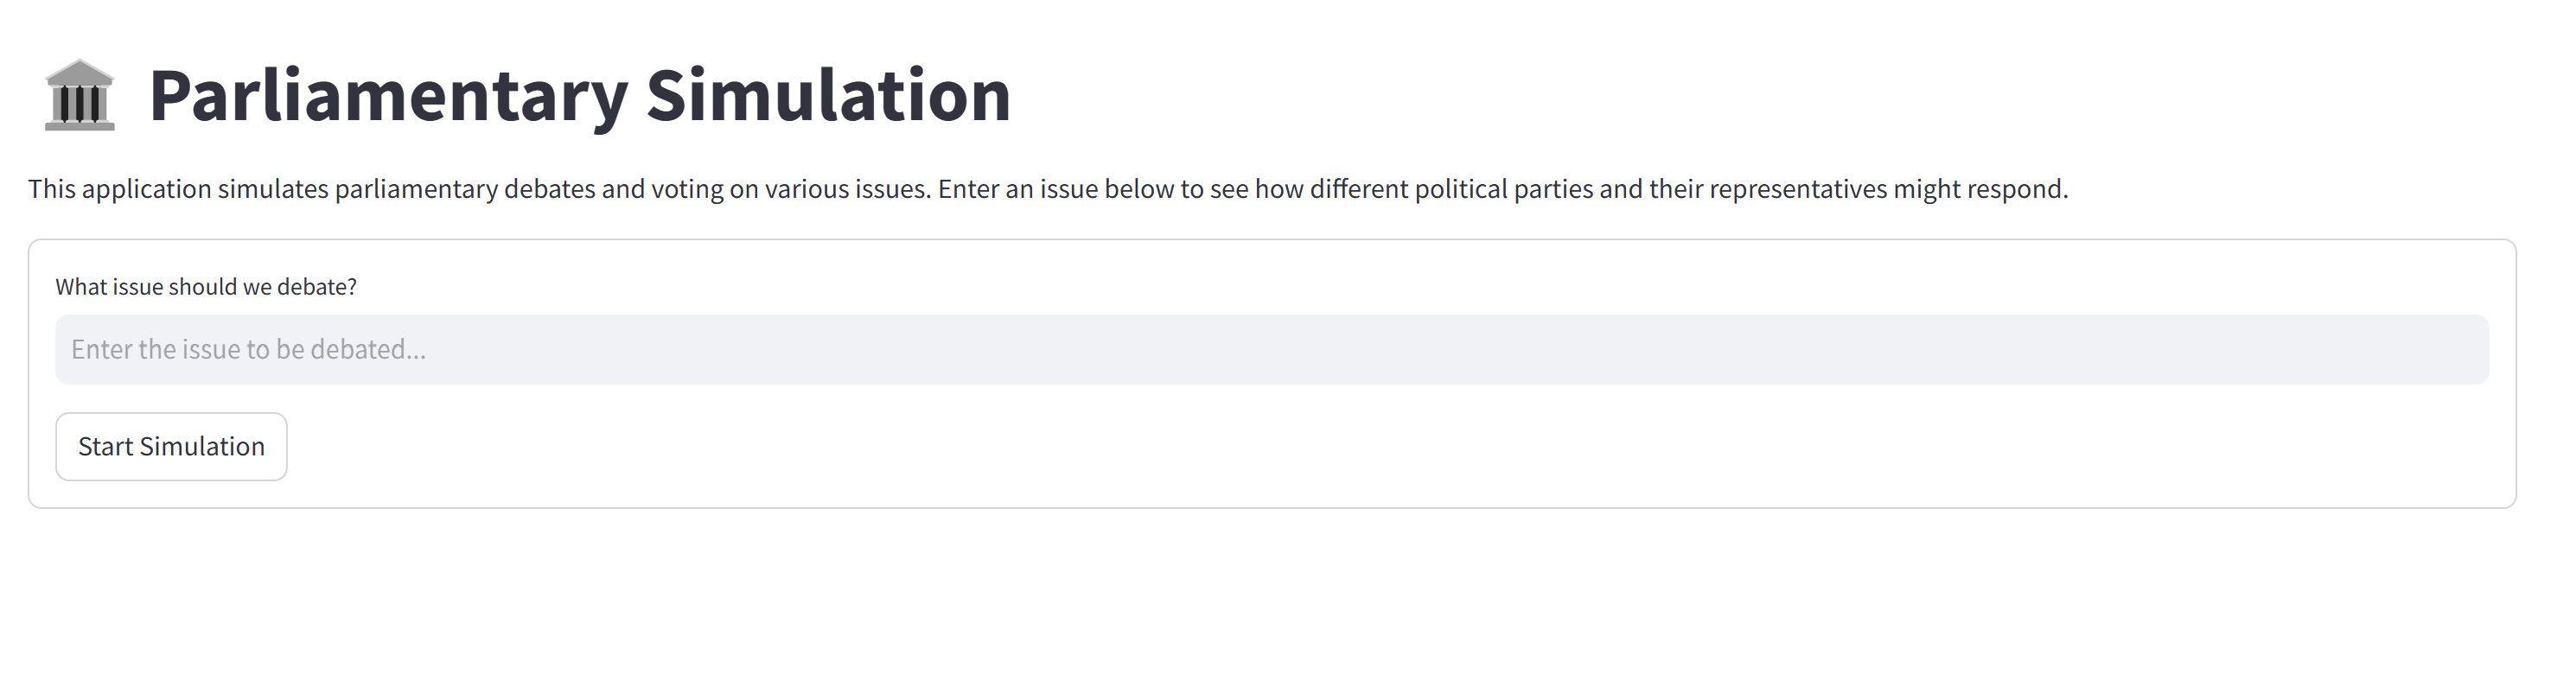 Parliamentary Simulation
This application simulates parliamentary debates and voting on various issues. Enter an issue below to see how different political parties and their representatives might respond.
What issue should we debate?
Enter the issue to be debated...
Start Simulation